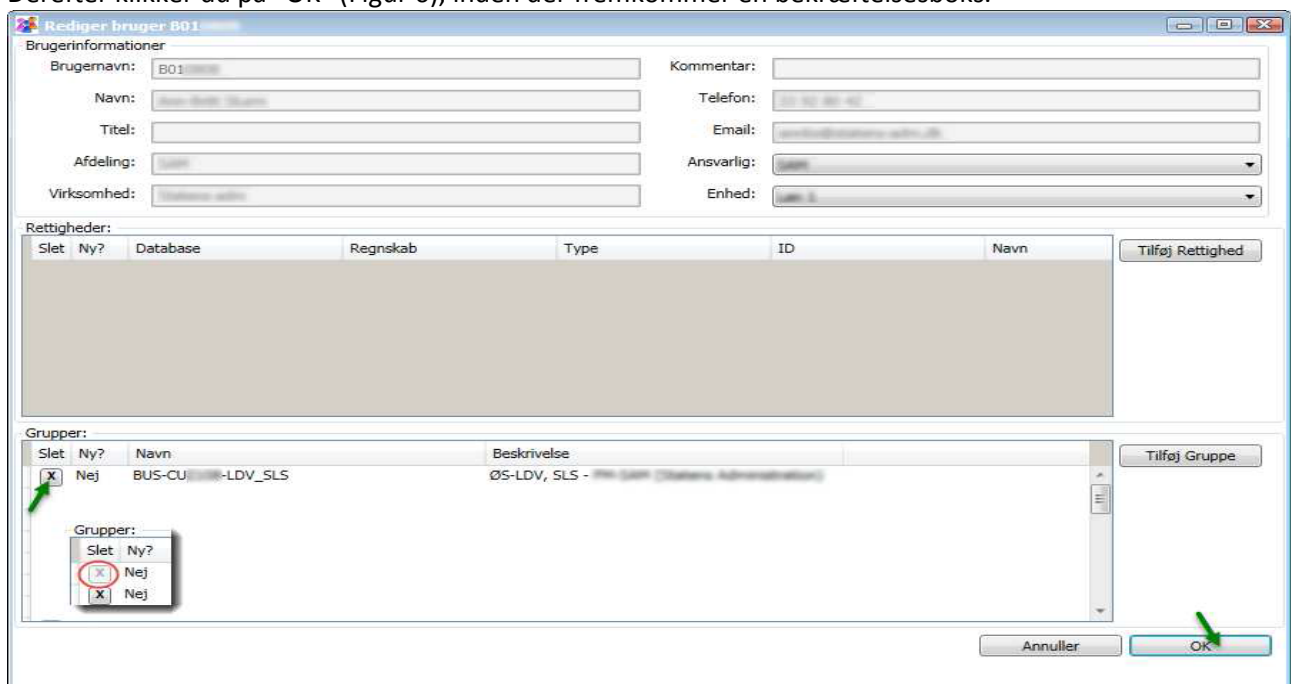 Derefter klikker du på "OK" (Figur 6), inden der fremkommer en bekræftelsesboks.
Rediger bruger B01
Brugerinformationer
Brugernavn: B01 Kommentar:
Navn: Telefon:
Titel: Email:
Afdeling: Ansvarlig:
Virksomhed: Enhed:
Rettigheder:
Slet Ny? Database Regnskab Type ID Navn Tilføj Rettighed
Grupper:
Slet Ny? Navn Beskrivelse Tilføj Gruppe
X Nej BUS-CU -LDV_SLS ØS-LDV, SLS -
Grupper:
Slet Ny?
X Nej
X Nej
Annuller OK